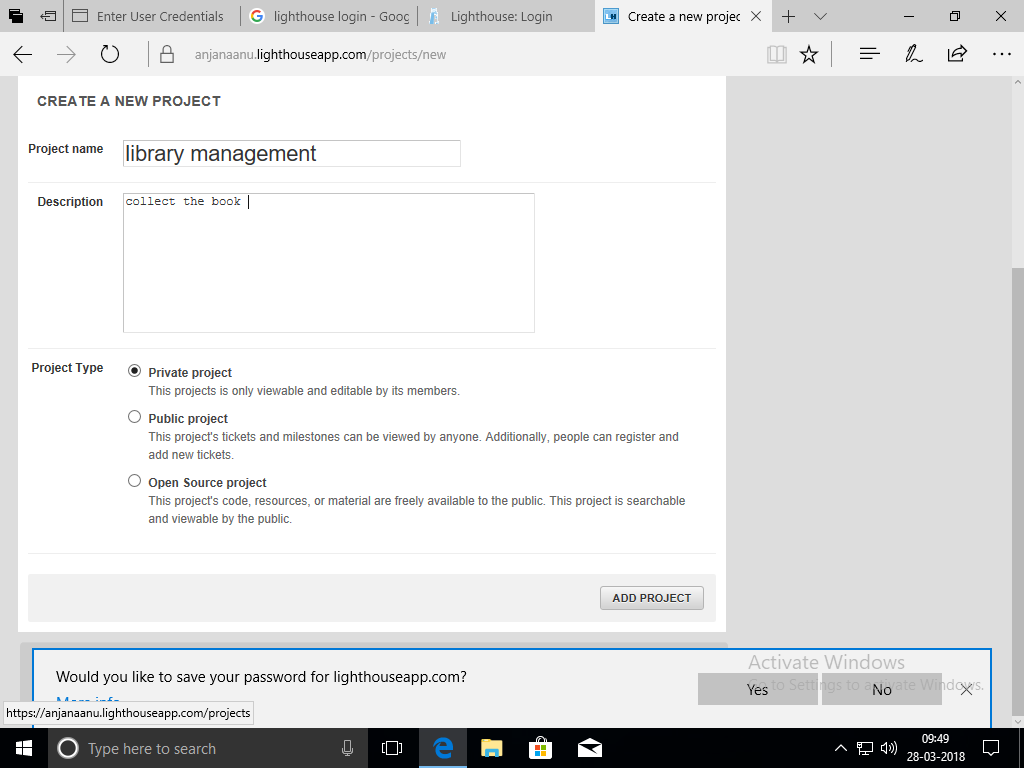 Enter User Credentials
lighthouse login - Goog
Lighthouse: Login
Create a new projec
anjanaanu.lighthouseapp.com/projects/new
CREATE A NEW PROJECT
Project name
library management
Description
collect the book
Project Type
Private project
This projects is only viewable and editable by its members.
Public project
This project's tickets and milestones can be viewed by anyone. Additionally, people can register and
add new tickets.
Open Source project
This project's code, resources, or material are freely available to the public. This project is searchable
and viewable by the public.
ADD PROJECT
Activate Windows
Go to Settings to activate Windows.
Would you like to save your password for lighthouseapp.com?
Yes
No
More info
https://anjanaanu.lighthouseapp.com/projects
Type here to search
09:49
28-03-2018